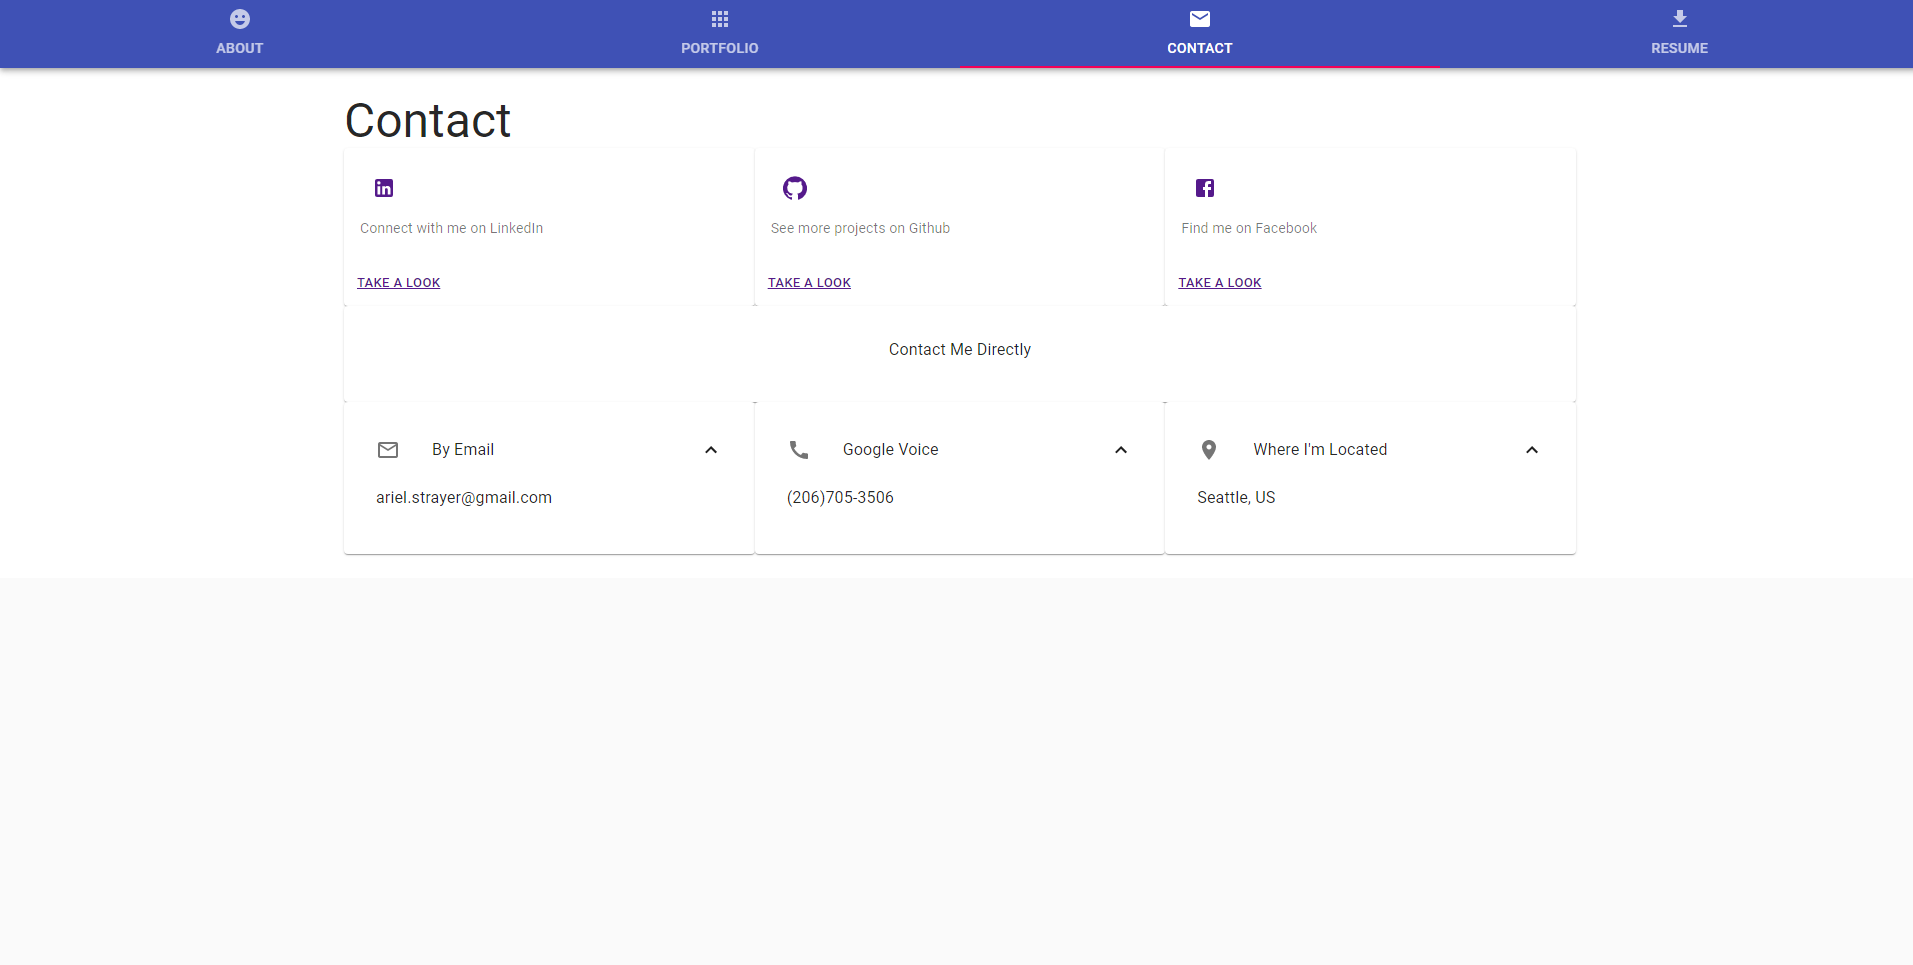 ABOUT
PORTFOLIO
CONTACT
RESUME
Contact
Connect with me on LinkedIn
TAKE A LOOK
See more projects on Github
TAKE A LOOK
Find me on Facebook
TAKE A LOOK
Contact Me Directly
By Email
ariel.strayer@gmail.com
Google Voice
(206)705-3506
Where I'm Located
Seattle, US